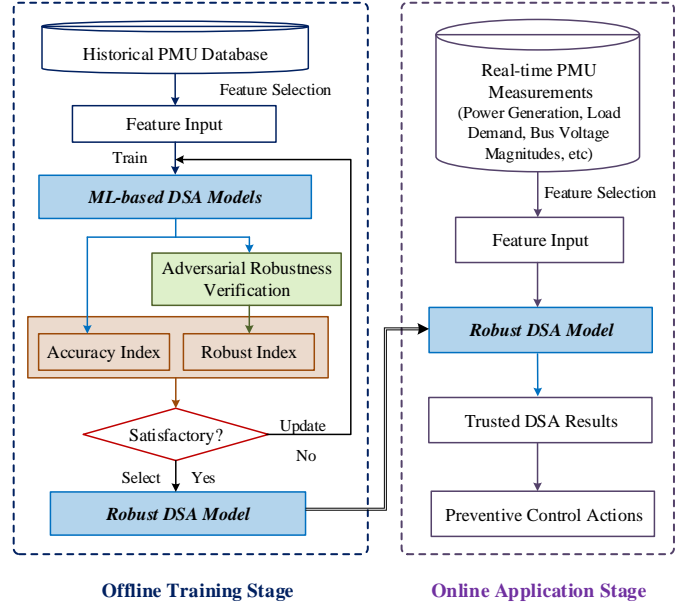 Historical PMU Database
Feature Selection
Feature Input
Train
ML-based DSA Models
Adversarial Robustness
Verification
Accuracy Index
Robust Index
Satisfactory?
Update
No
Select
Yes
Robust DSA Model
Offline Training Stage
Real-time PMU
Measurements
(Power Generation, Load
Demand, Bus Voltage
Magnitudes, etc)
Feature Selection
Feature Input
Robust DSA Model
Trusted DSA Results
Preventive Control Actions
Online Application Stage